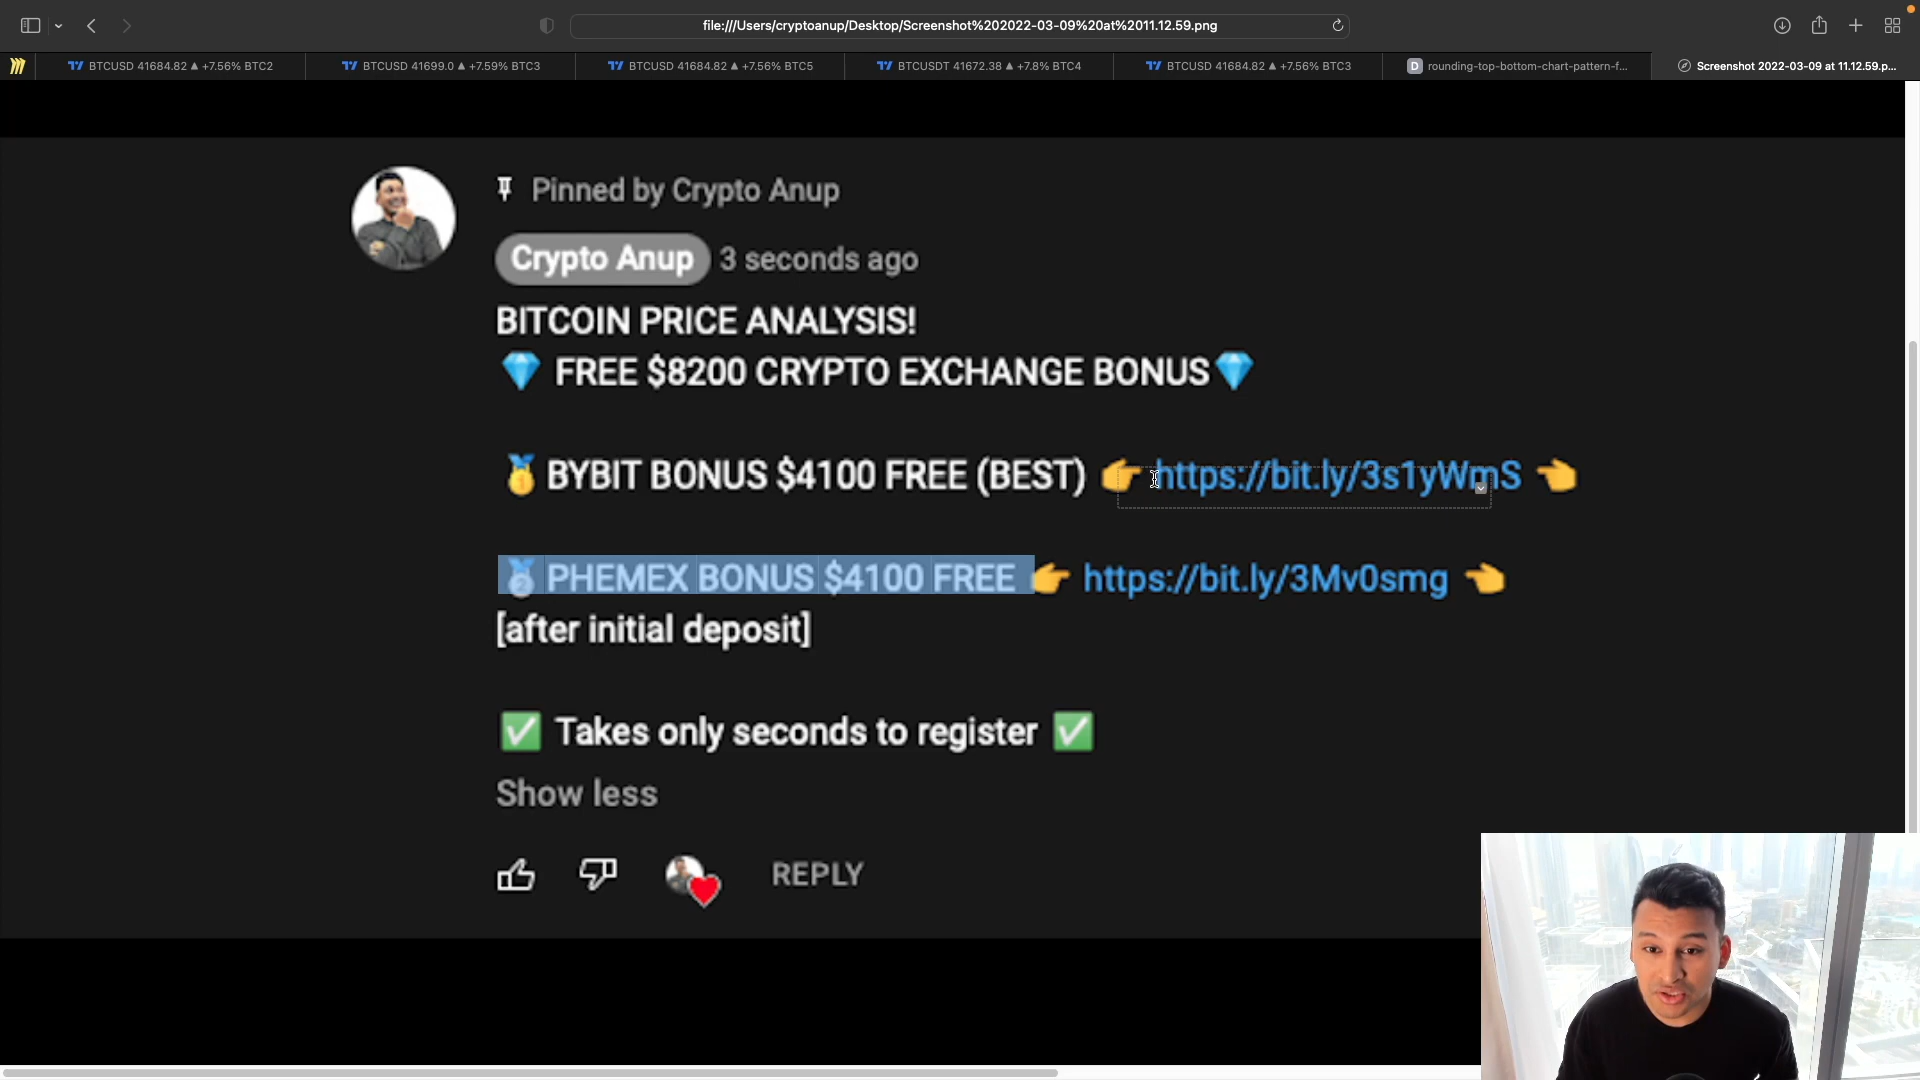 file:///Users/cryptoanup/Desktop/Screenshot%202022-03-09%20at%2011.12.59.png
BTCUSD 41684.82 ▲ +7.56% BTC2
BTCUSD 41699.0 ▲ +7.59% BTC3
BTCUSD 41684.82 ▲ +7.56% BTC5
BTCUSDT 41672.38 ▲ +7.8% BTC4
BTCUSD 41684.82 ▲ +7.56% BTC3
D rounding-top-bottom-chart-pattern-f...
Screenshot 2022-03-09 at 11.12.59.p...
Pinned by Crypto Anup
Crypto Anup 3 seconds ago
BITCOIN PRICE ANALYSIS!
💎 FREE $8200 CRYPTO EXCHANGE BONUS💎
🥇 BYBIT BONUS $4100 FREE (BEST) 👉 https://bit.ly/3s1yWmS 👈
🥈 PHEMEX BONUS $4100 FREE 👉 https://bit.ly/3Mv0smg 👈
[after initial deposit]
✅ Takes only seconds to register ✅
Show less
REPLY